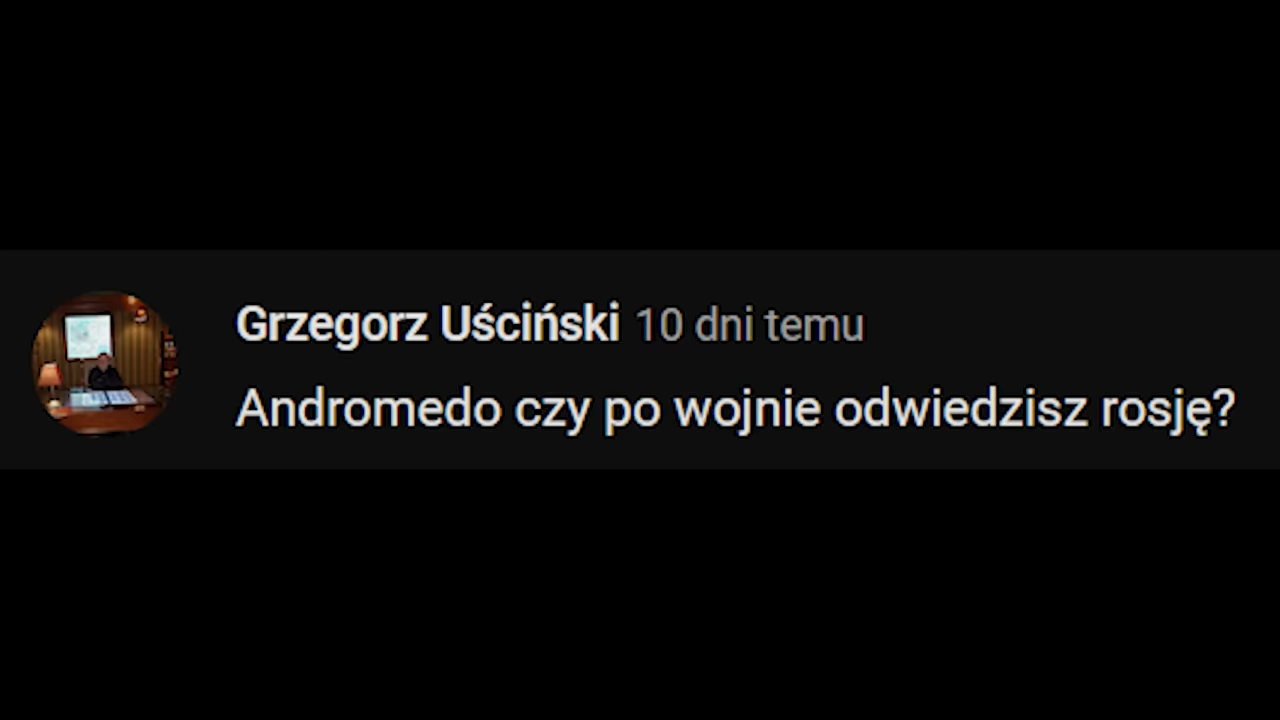 Grzegorz Uściński 10 dni temu
Andromedo czy po wojnie odwiedzisz rosję?